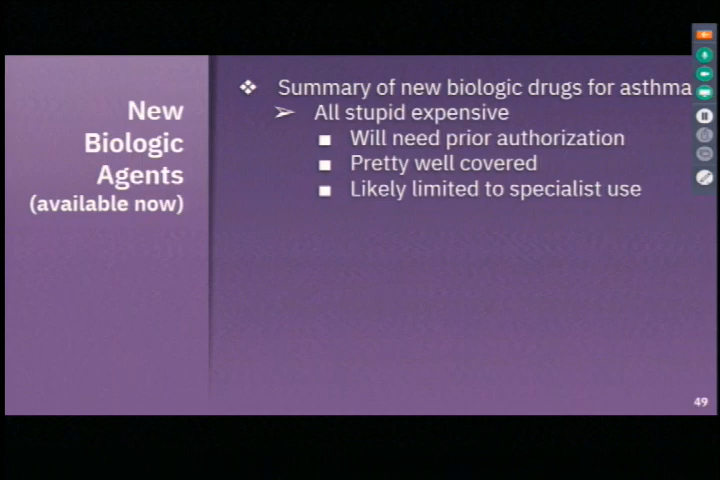 New
Biologic
Agents
(available now)
❖ Summary of new biologic drugs for asthma
➢ All stupid expensive
■ Will need prior authorization
■ Pretty well covered
■ Likely limited to specialist use
49